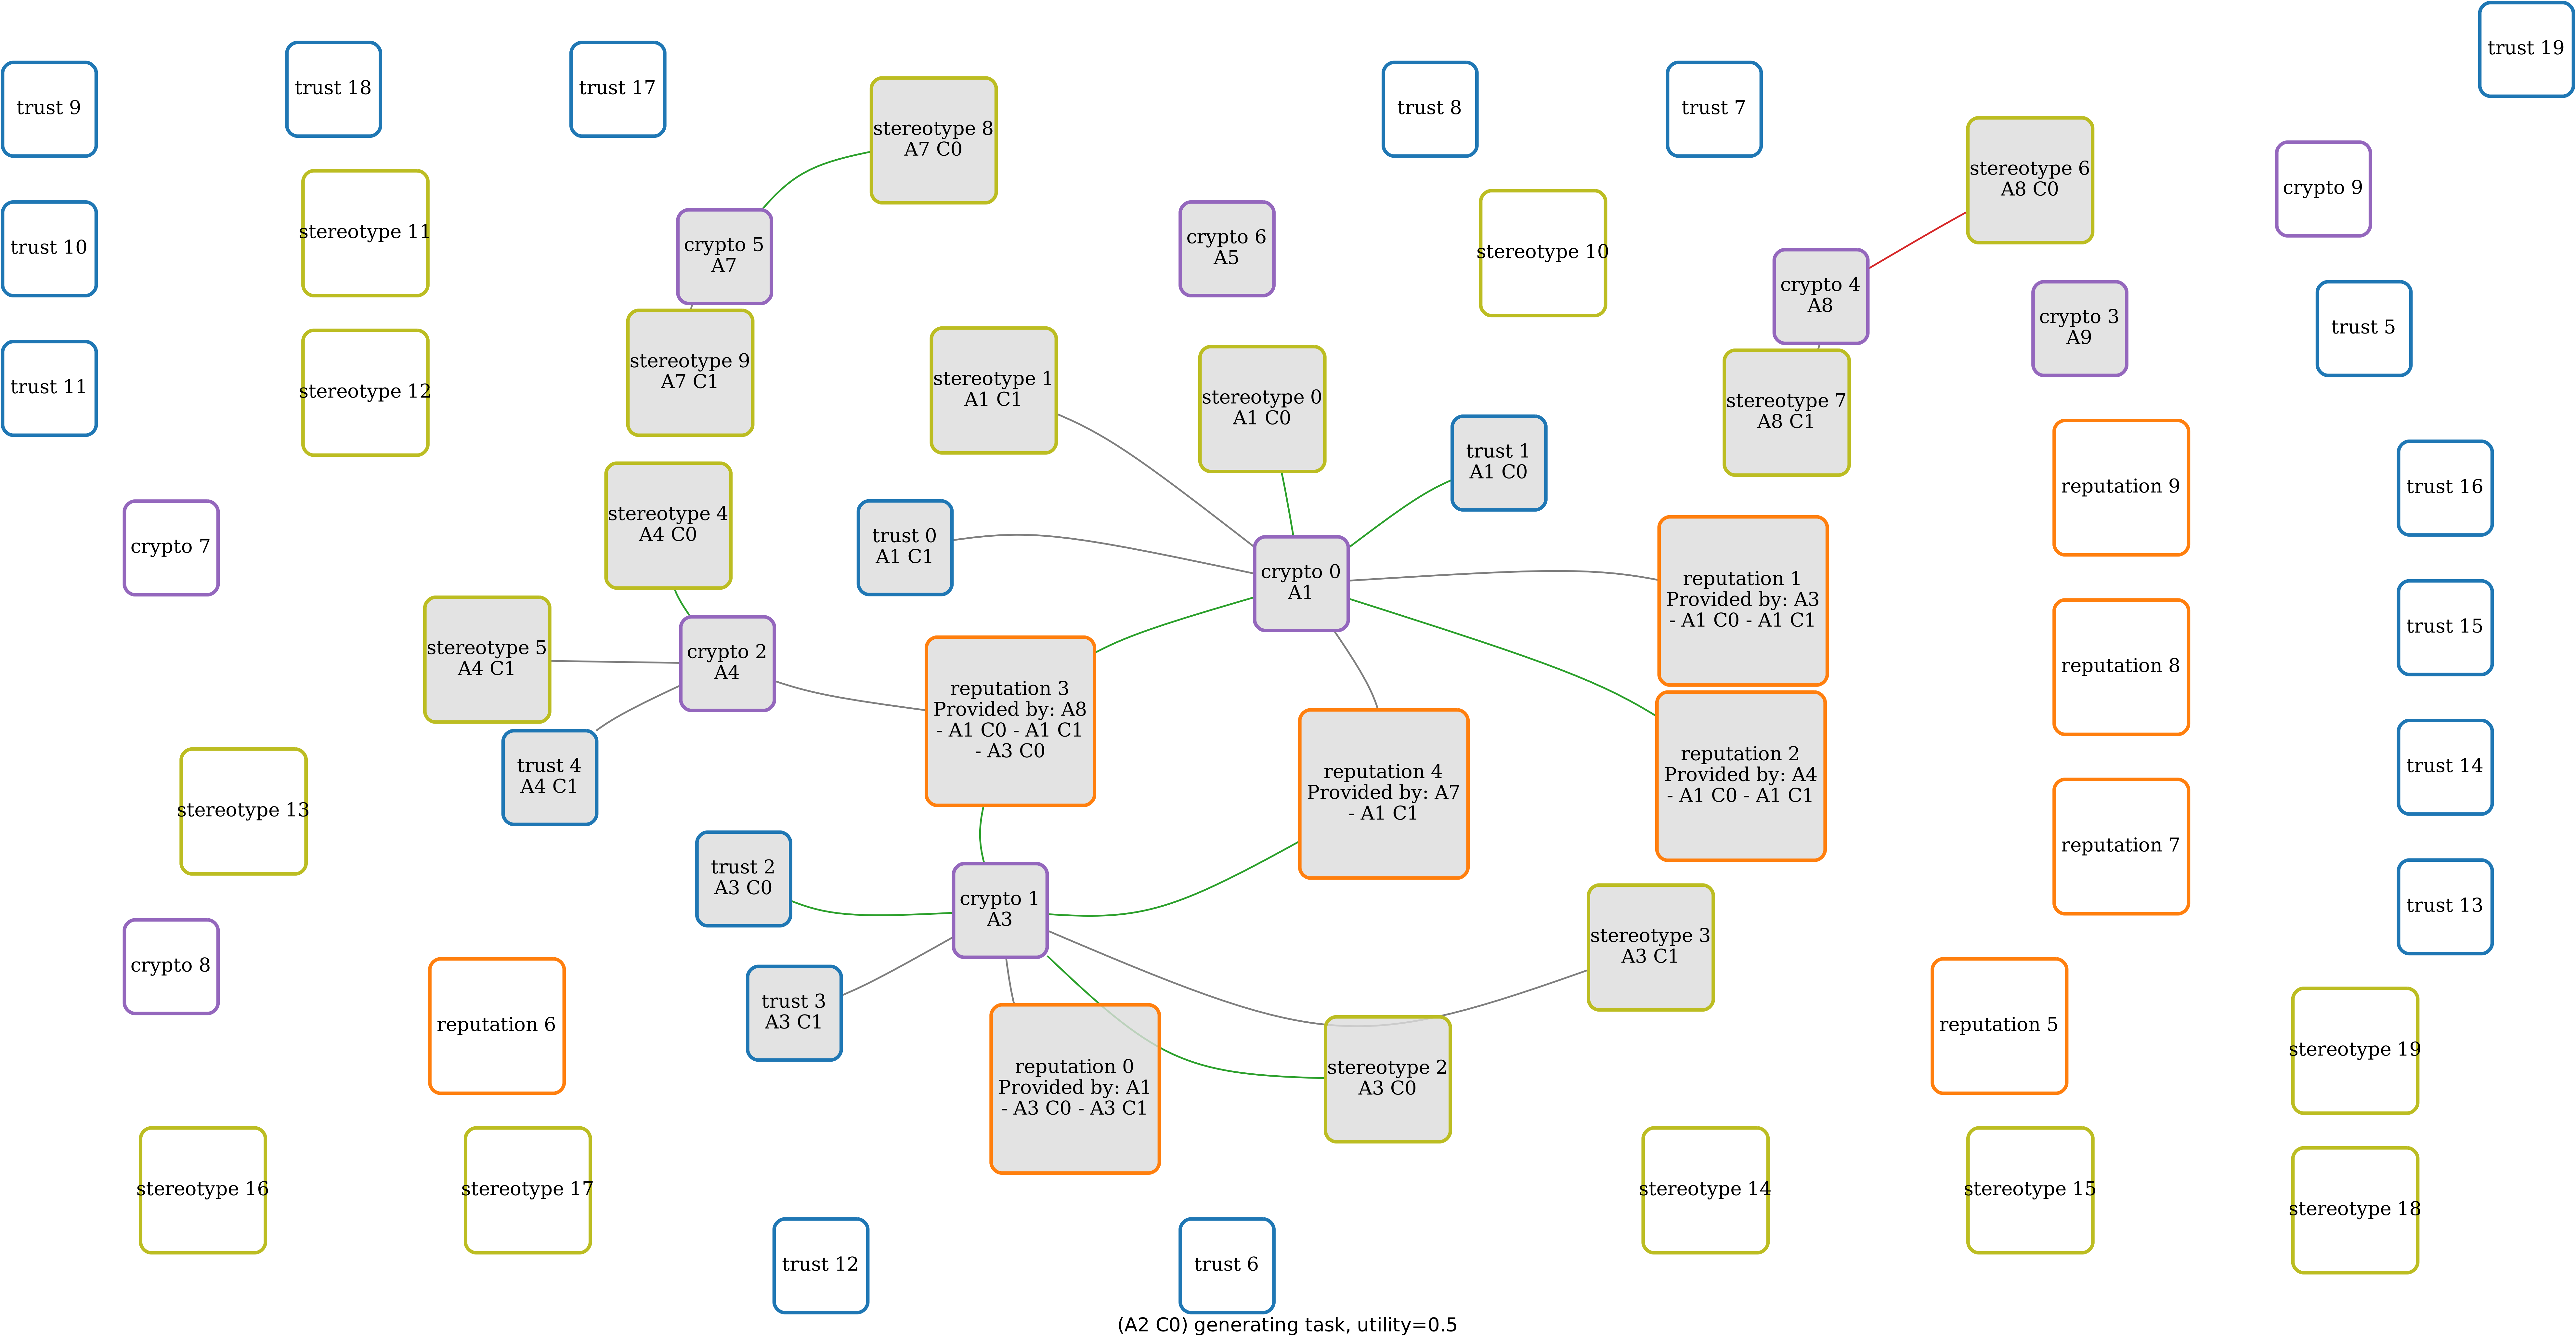 trust 19
trust 9
trust 18
trust 17
stereotype 8
A7 C0
trust 8
trust 7
stereotype 6
A8 C0
crypto 9
trust 10
stereotype 11
crypto 5
A7
crypto 6
A5
stereotype 10
crypto 4
A8
crypto 3
A9
trust 5
trust 11
stereotype 12
stereotype 9
A7 C1
stereotype 1
A1 C1
stereotype 0
A1 C0
stereotype 7
A8 C1
trust 1
A1 C0
reputation 9
trust 16
crypto 7
stereotype 4
A4 C0
trust 0
A1 C1
crypto 0
A1
reputation 1
Provided by: A3
- A1 C0 - A1 C1
reputation 8
trust 15
stereotype 5
A4 C1
crypto 2
A4
reputation 3
Provided by: A8
- A1 C0 - A1 C1
- A3 C0
reputation 4
Provided by: A7
- A1 C1
reputation 2
Provided by: A4
- A1 C0 - A1 C1
trust 14
stereotype 13
trust 4
A4 C1
trust 2
A3 C0
crypto 1
A3
reputation 7
trust 13
crypto 8
reputation 6
trust 3
A3 C1
stereotype 3
A3 C1
reputation 5
stereotype 19
reputation 0
Provided by: A1
- A3 C0 - A3 C1
stereotype 2
A3 C0
stereotype 16
stereotype 17
stereotype 14
stereotype 15
stereotype 18
trust 12
trust 6
(A2 C0) generating task, utility=0.5